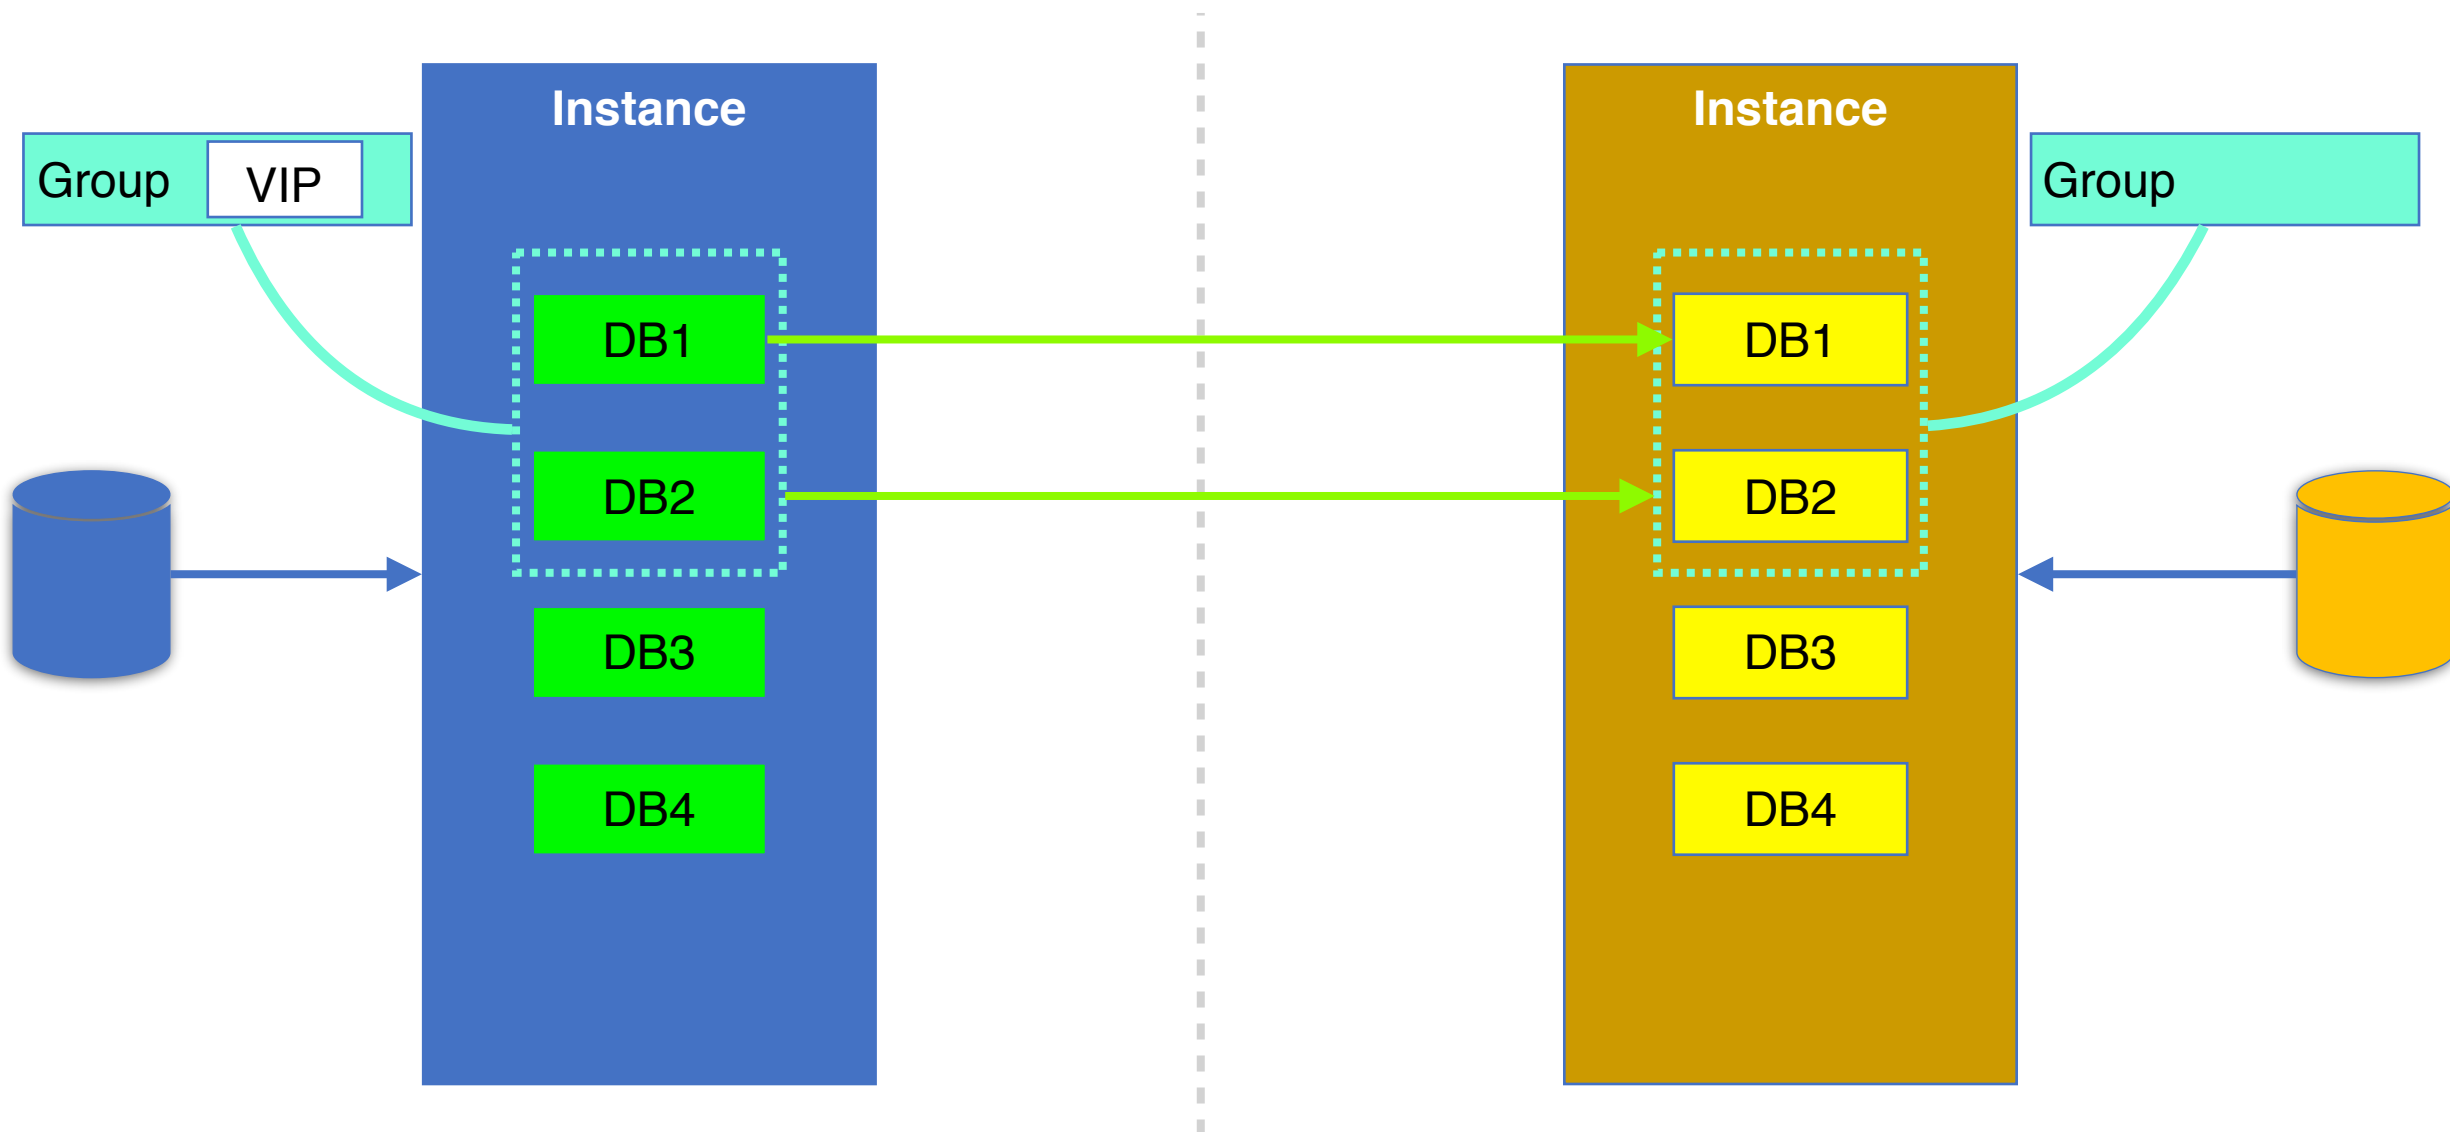 Group
VIP
Instance
DB1
DB2
DB3
DB4
Instance
DB1
DB2
DB3
DB4
Group